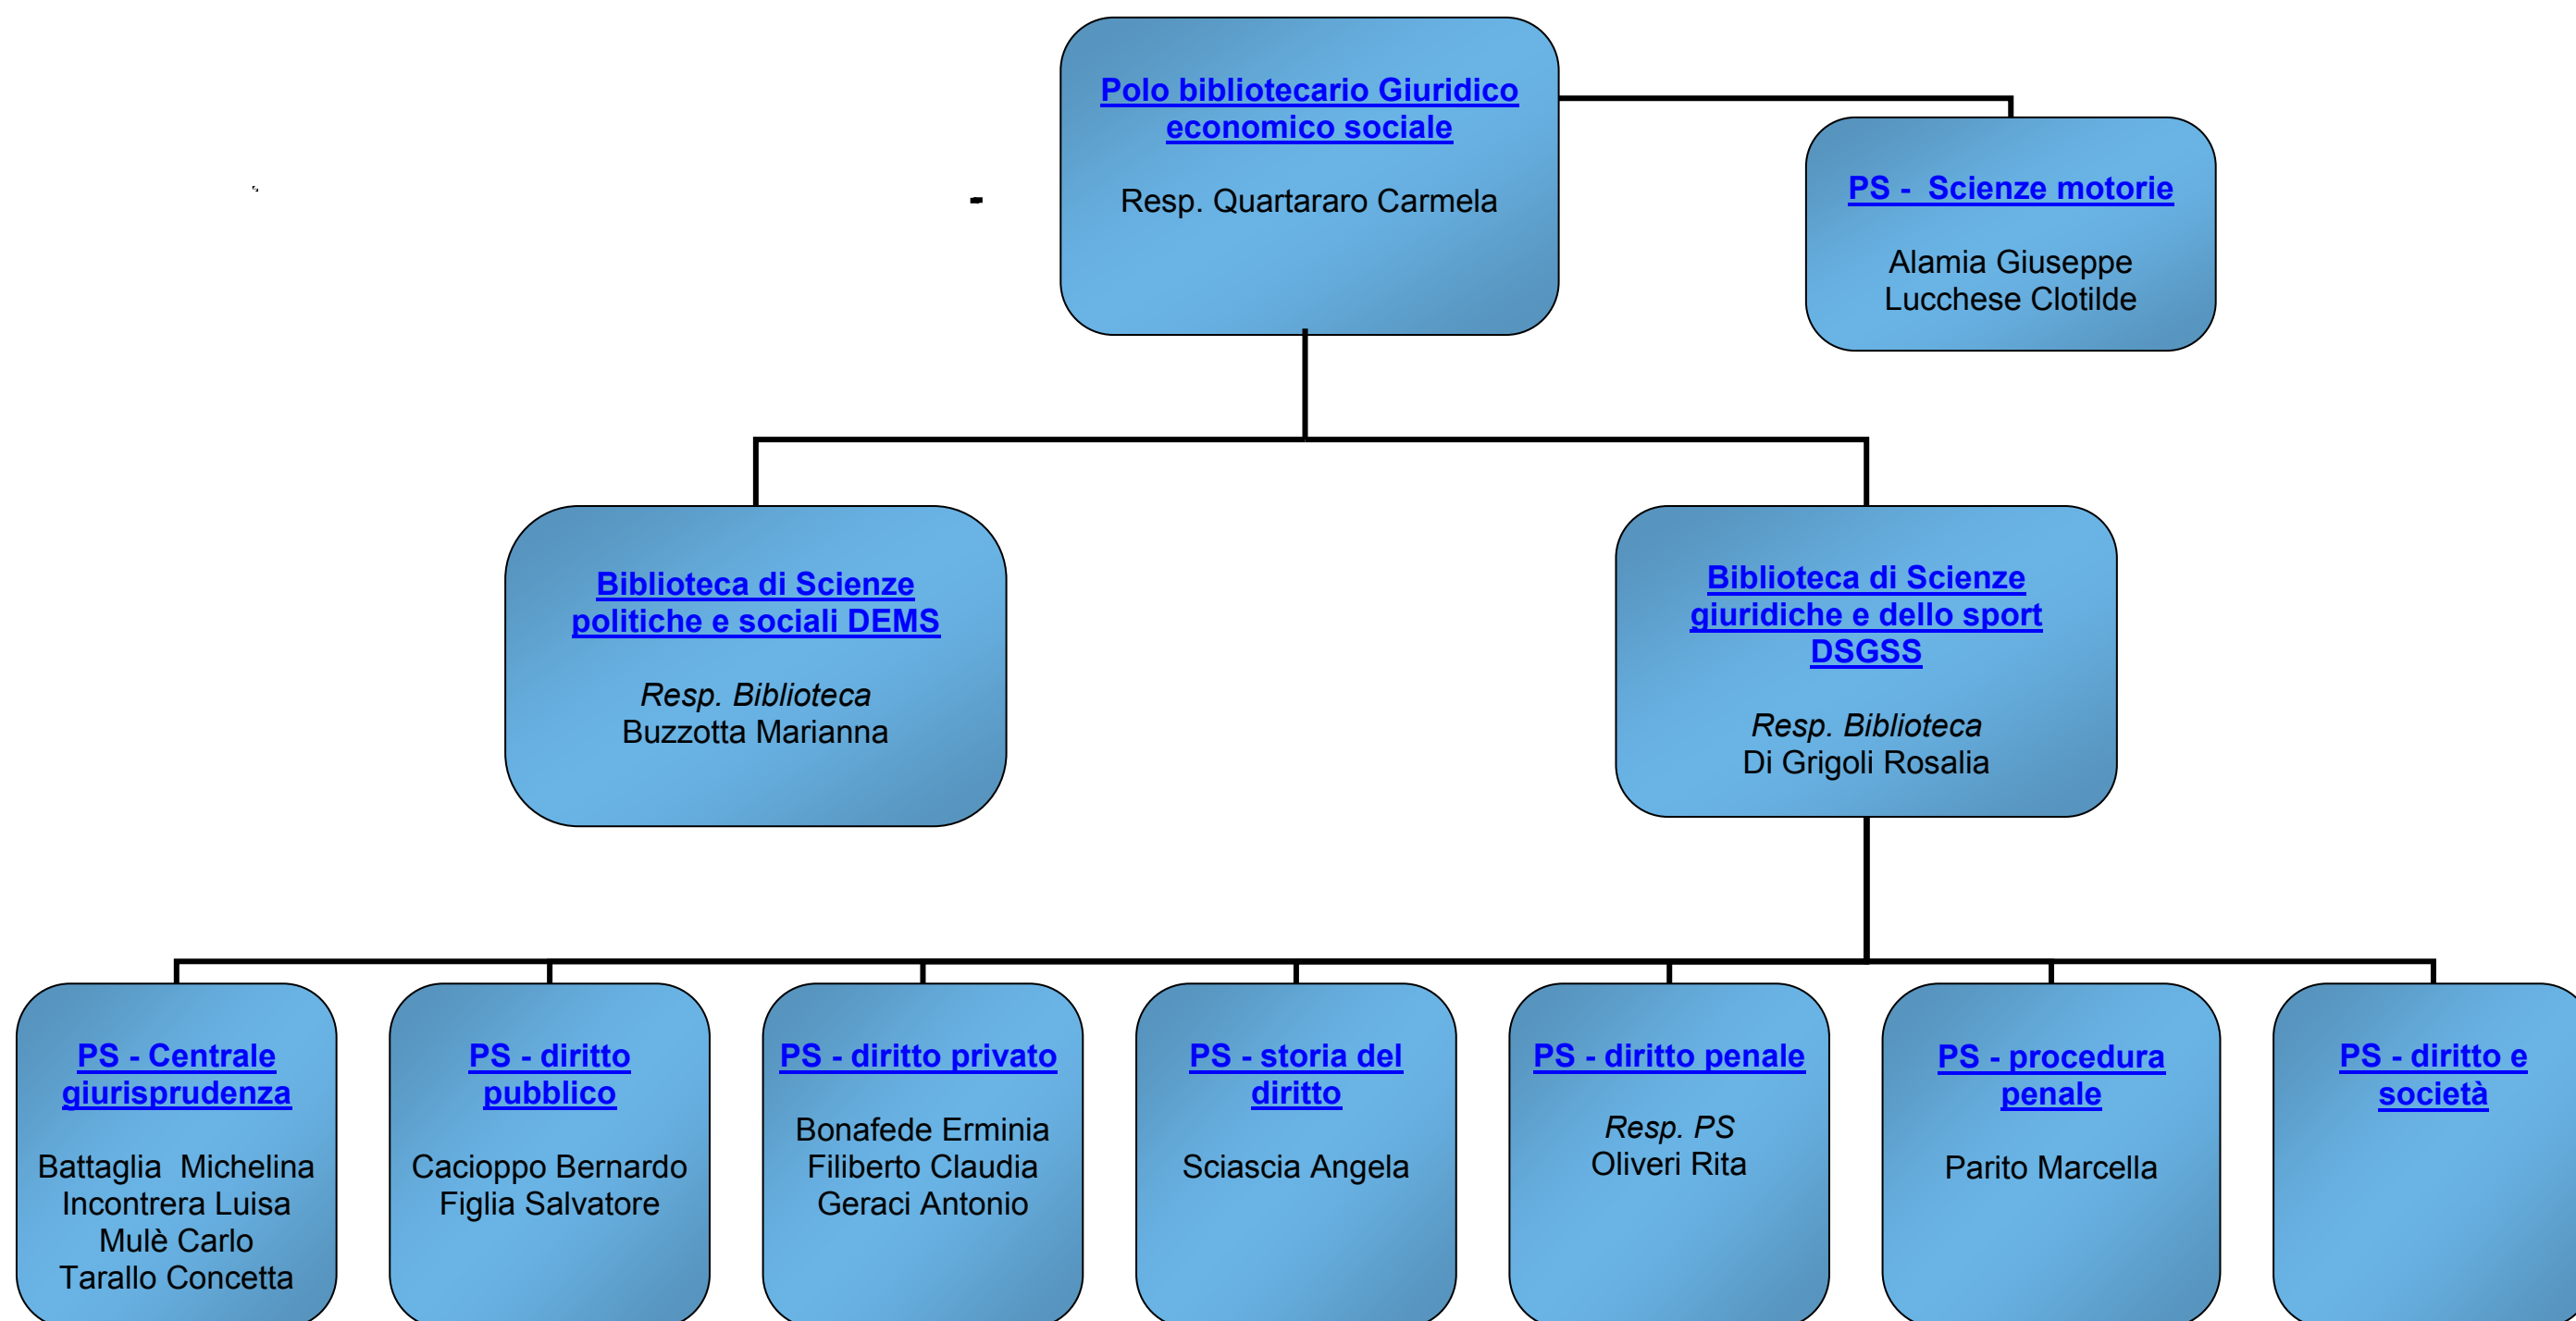 Polo bibliotecario Giuridico
economico sociale
Resp. Quartararo Carmela
PS -  Scienze motorie
Alamia Giuseppe
Lucchese Clotilde
Biblioteca di Scienze
politiche e sociali DEMS
Resp. Biblioteca
Buzzotta Marianna
Biblioteca di Scienze
giuridiche e dello sport
DSGSS
Resp. Biblioteca
Di Grigoli Rosalia
PS - Centrale
giurisprudenza
Battaglia  Michelina
Incontrera Luisa
Mulè Carlo
Tarallo Concetta
PS - diritto
pubblico
Cacioppo Bernardo
Figlia Salvatore
PS - diritto privato
Bonafede Erminia
Filiberto Claudia
Geraci Antonio
PS - storia del
diritto
Sciascia Angela
PS - diritto penale
Resp. PS
Oliveri Rita
PS - procedura
penale
Parito Marcella
PS - diritto e
società